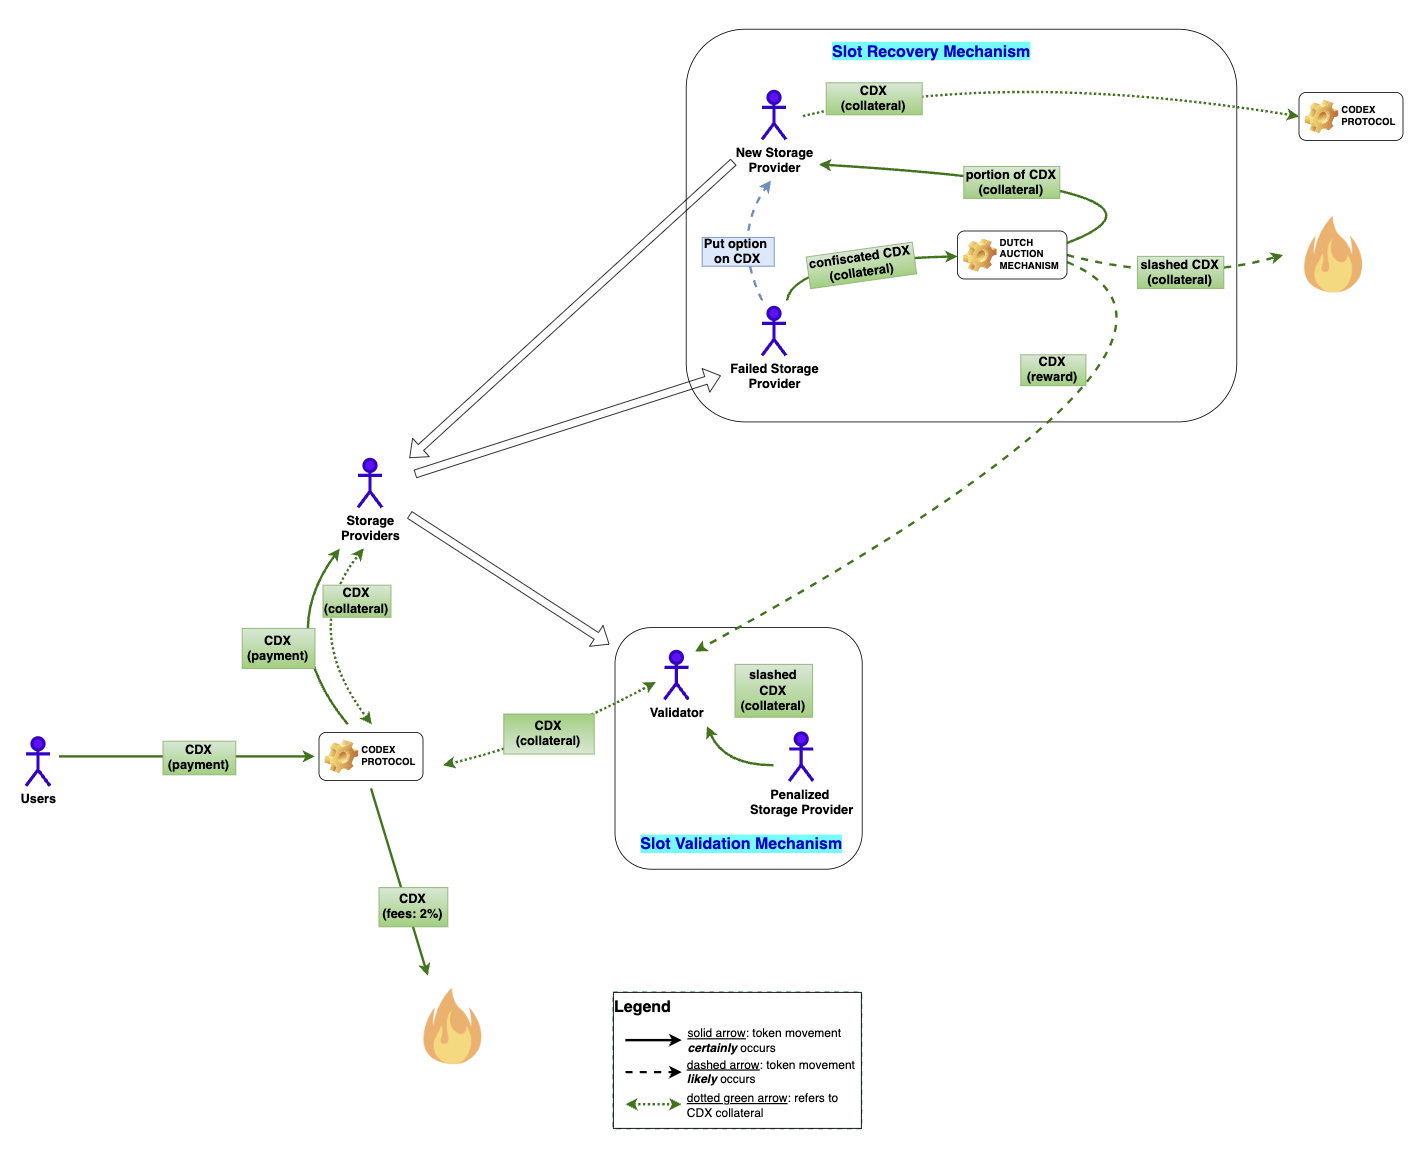 Slot Recovery Mechanism
CDX
(collateral)
CODEX
PROTOCOL
New Storage
Provider
portion of CDX
(collateral)
Put option
on CDX
confiscated CDX
(collateral)
DUTCH
AUCTION
MECHANISM
slashed CDX
(collateral)
Failed Storage
Provider
CDX
(reward)
Storage
Providers
CDX
(collateral)
CDX
(payment)
Validator
slashed
CDX
(collateral)
CDX
(collateral)
Users
CDX
(payment)
CODEX
PROTOCOL
Penalized
Storage Provider
Slot Validation Mechanism
CDX
(fees: 2%)
Legend
solid arrow: token movement
certainly occurs
dashed arrow: token movement
likely occurs
dotted green arrow: refers to
CDX collateral